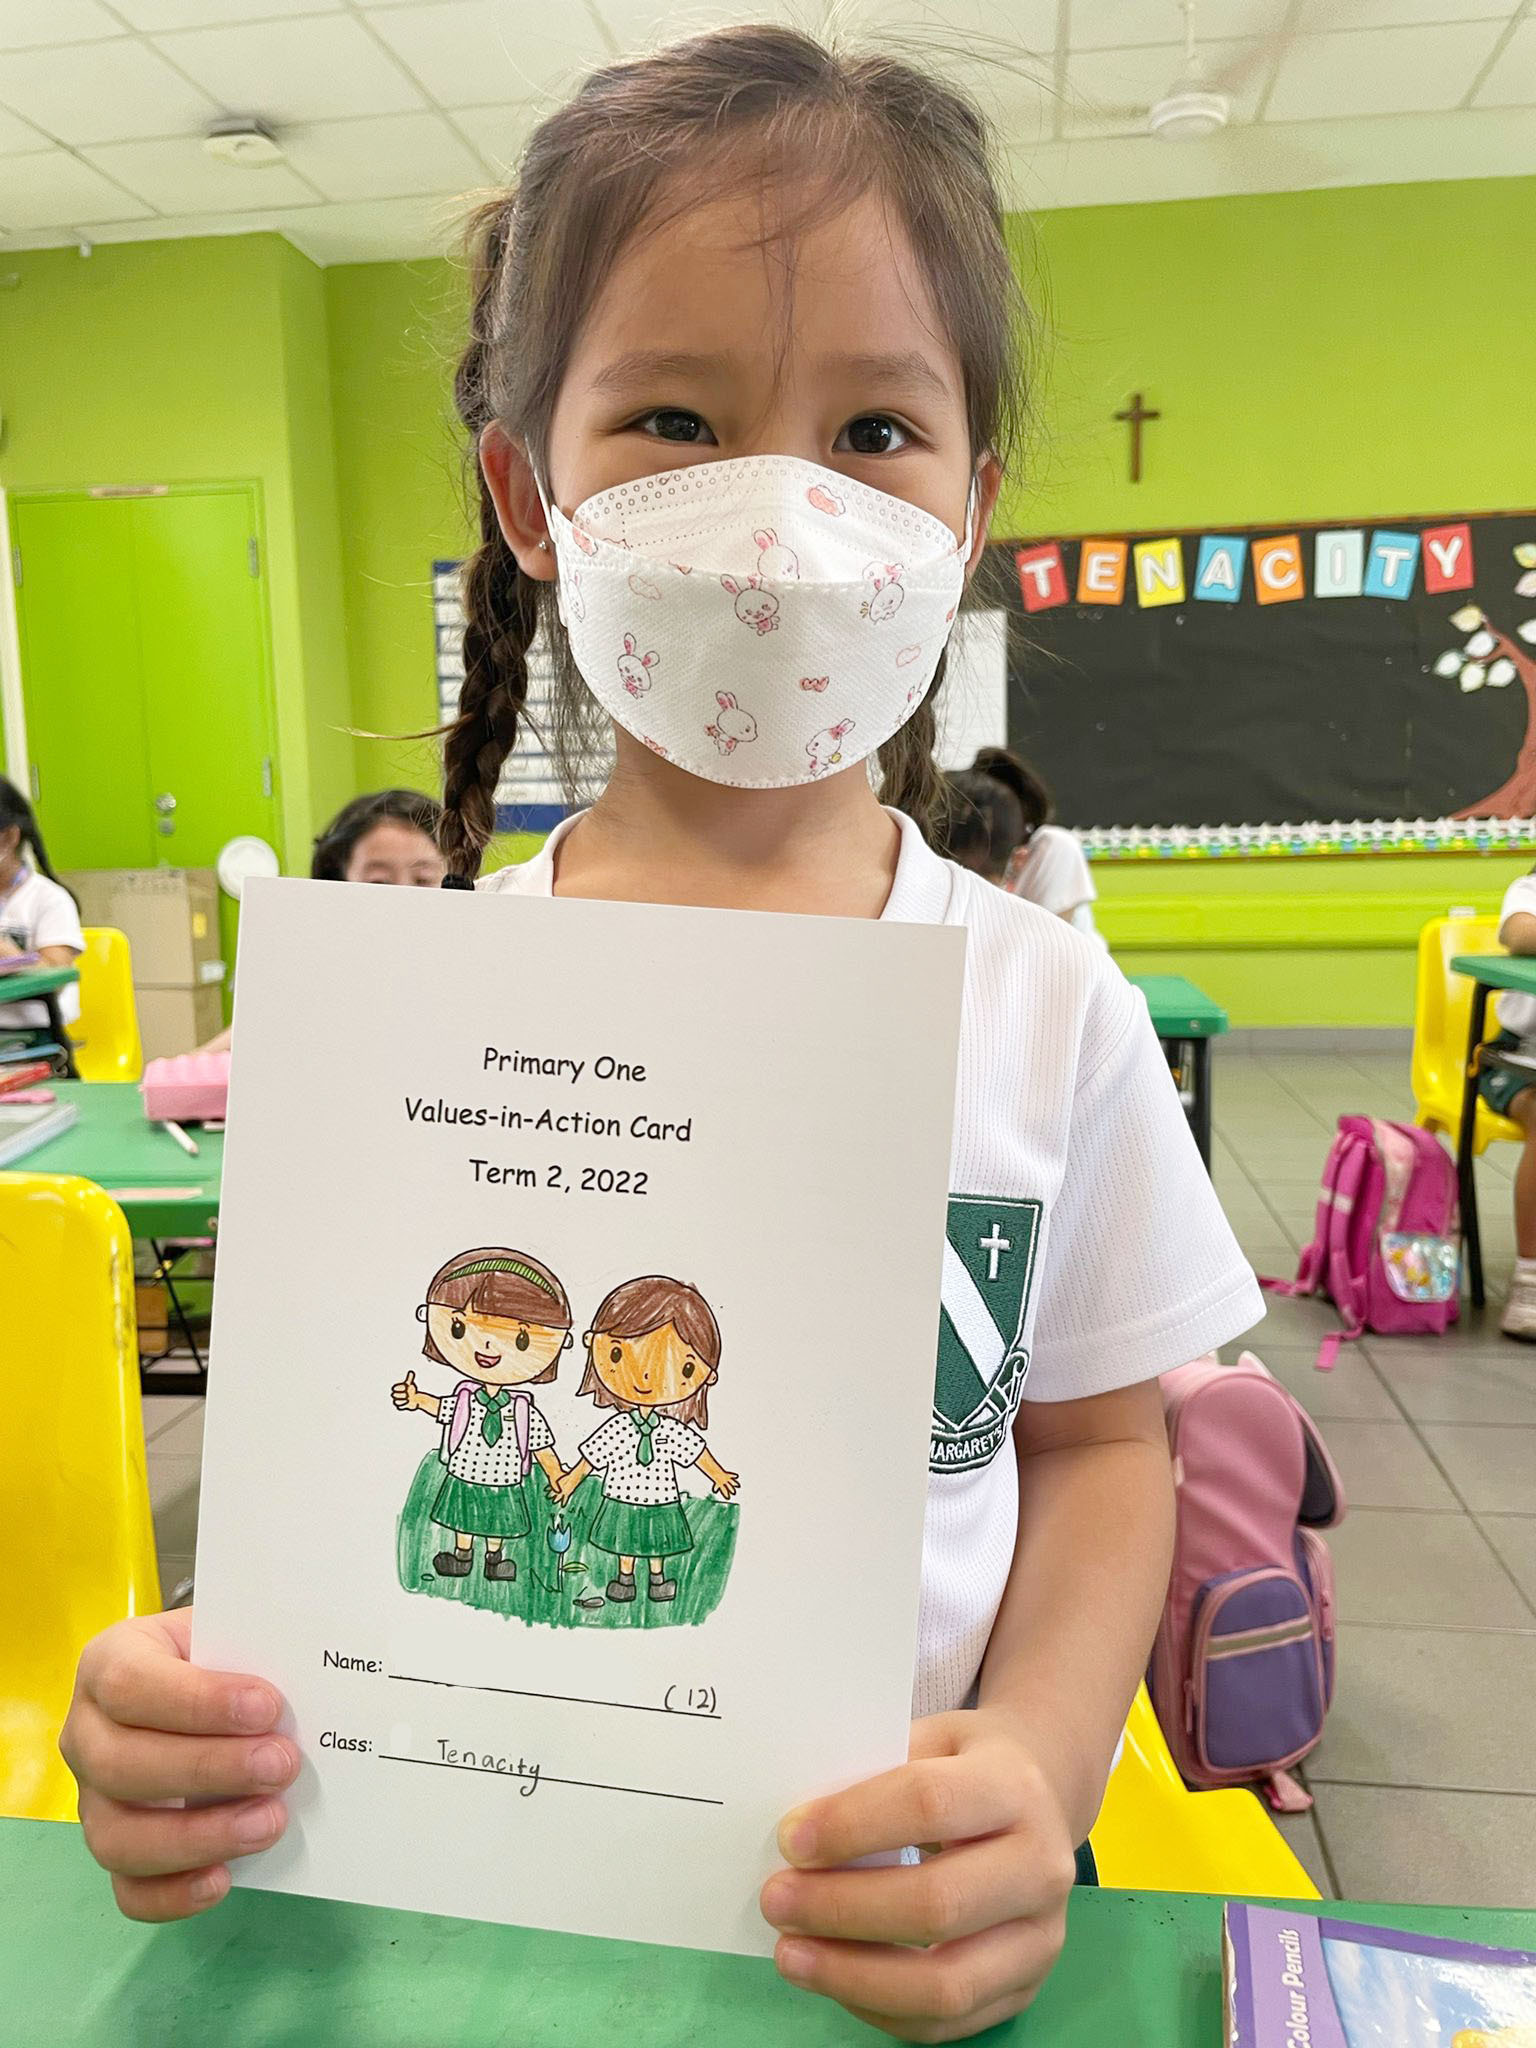 TENACITY
Primary One
Values-in-Action Card
Term 2, 2022
Name: (12)
Class: Tenacity
MARGARET'S
Colour Pencils